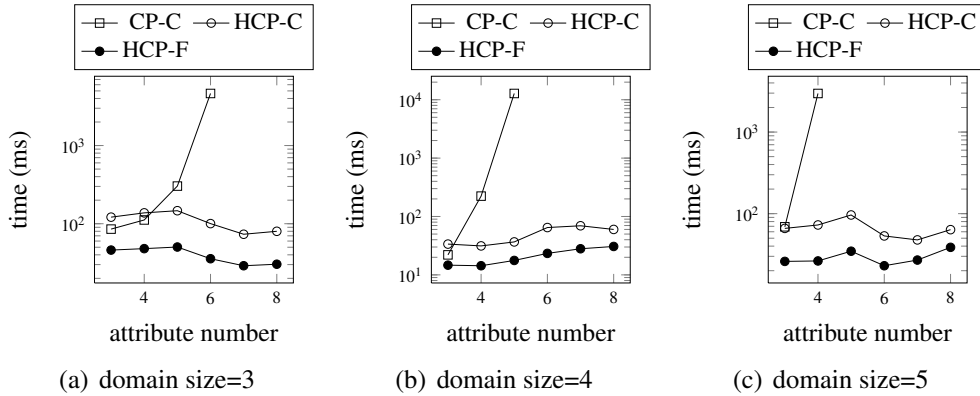 CP-C HCP-C
HCP-F
CP-C HCP-C
HCP-F
CP-C HCP-C
HCP-F
time (ms)
10^3
10^2
4 6 8
attribute number
(a) domain size=3
time (ms)
10^4
10^3
10^2
10^1
4 6 8
attribute number
(b) domain size=4
time (ms)
10^3
10^2
4 6 8
attribute number
(c) domain size=5